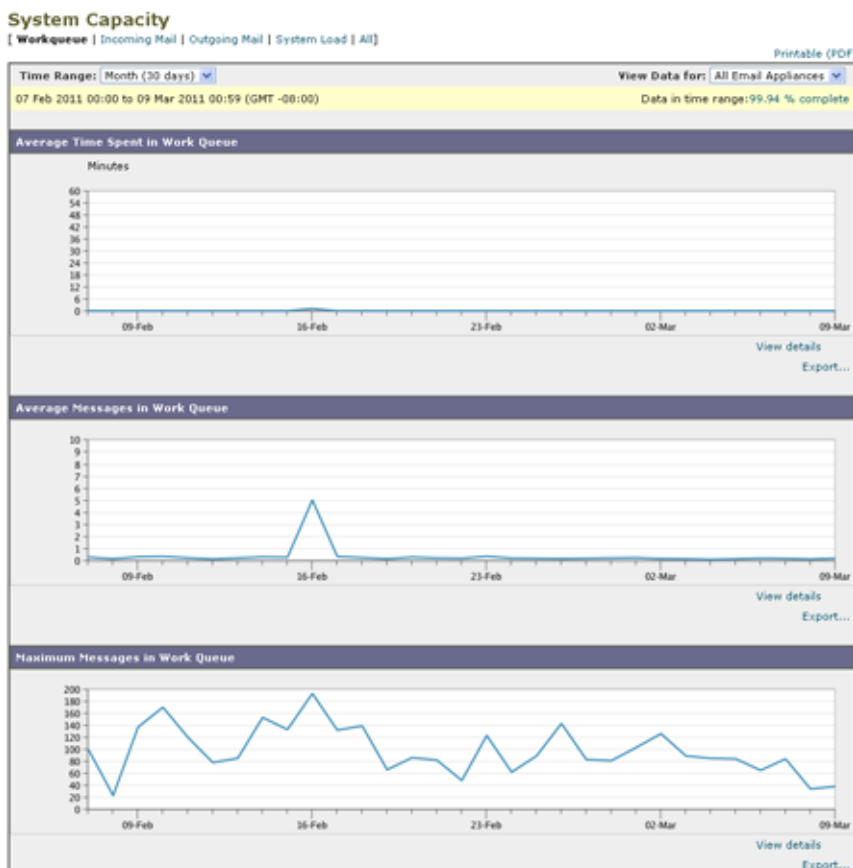 System Capacity
[ Workqueue | Incoming Mail | Outgoing Mail | System Load | All]
Printable (PDF
Time Range: Month (30 days) View Data for: All Email Appliances
07 Feb 2011 00:00 to 09 Mar 2011 00:59 (GMT -08:00) Data in time range:99.94 % complete
Average Time Spent in Work Queue
Minutes
60
54
48
42
36
30
24
18
12
6
0
09-Feb 16-Feb 23-Feb 02-Mar 09-Mar
View details
Export...
Average Messages in Work Queue
10
9
8
7
6
5
4
3
2
1
0
09-Feb 16-Feb 23-Feb 02-Mar 09-Mar
View details
Export...
Maximum Messages in Work Queue
200
180
160
140
120
100
80
60
40
20
0
09-Feb 16-Feb 23-Feb 02-Mar 09-Mar
View details
Export...